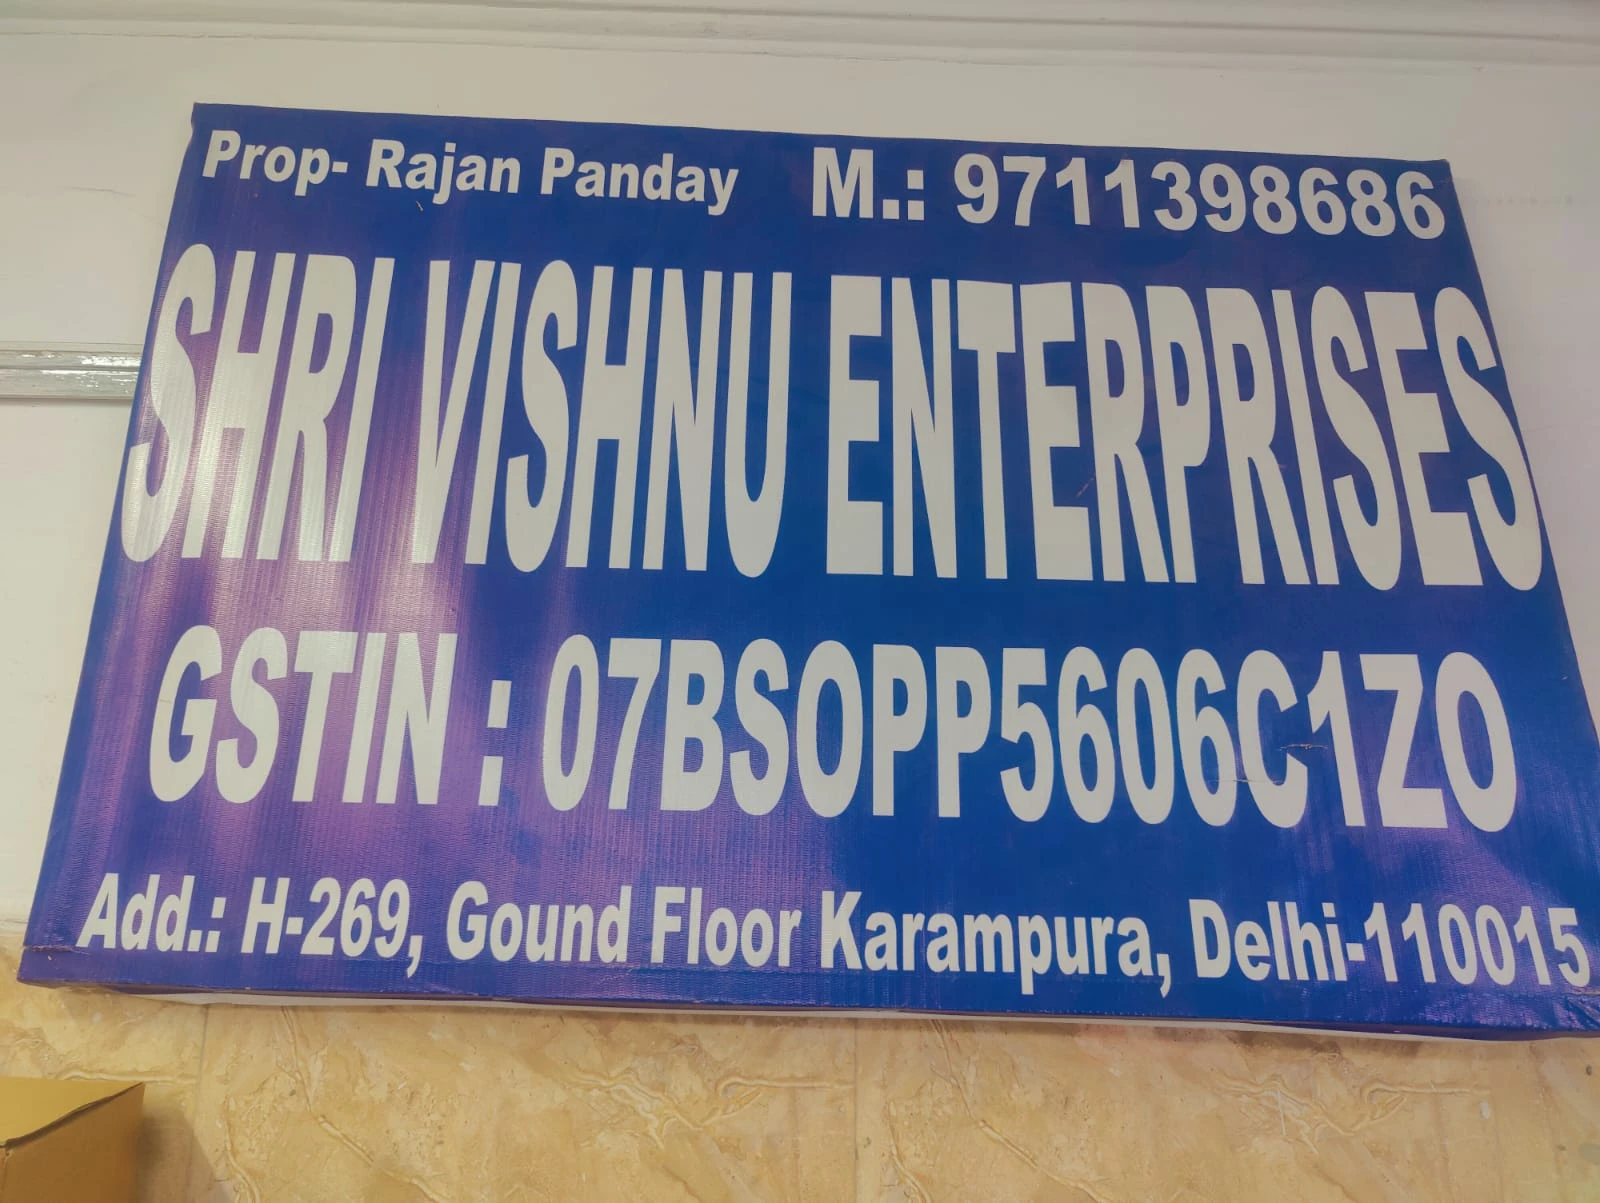 Prop- Rajan Panday M.: 9711398686
SHRI VISHNU ENTERPRISES
GSTIN : 07BSOPP5606C1ZO
Add.: H-269, Gound Floor Karampura, Delhi-110015